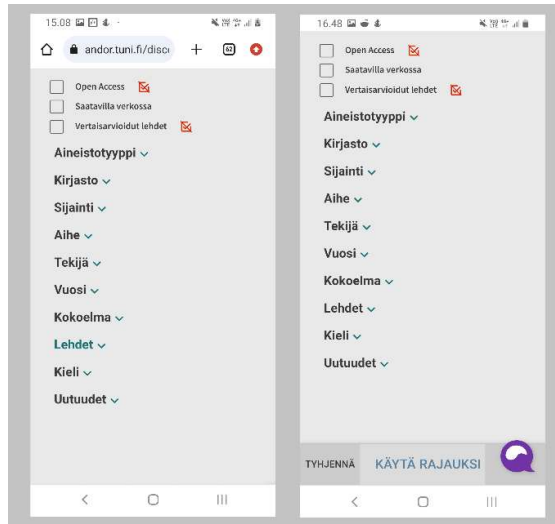 15.08
andor.tuni.fi/disc
62
Open Access
Saatavilla verkossa
Vertaisarvioidut lehdet
Aineistotyyppi
Kirjasto
Sijainti
Aihe
Tekijä
Vuosi
Kokoelma
Lehdet
Kieli
Uutuudet
16.48
Open Access
Saatavilla verkossa
Vertaisarvioidut lehdet
Aineistotyyppi
Kirjasto
Sijainti
Aihe
Tekijä
Vuosi
Kokoelma
Lehdet
Kieli
Uutuudet
TYHJENNÄ KÄYTÄ RAJAUKSI